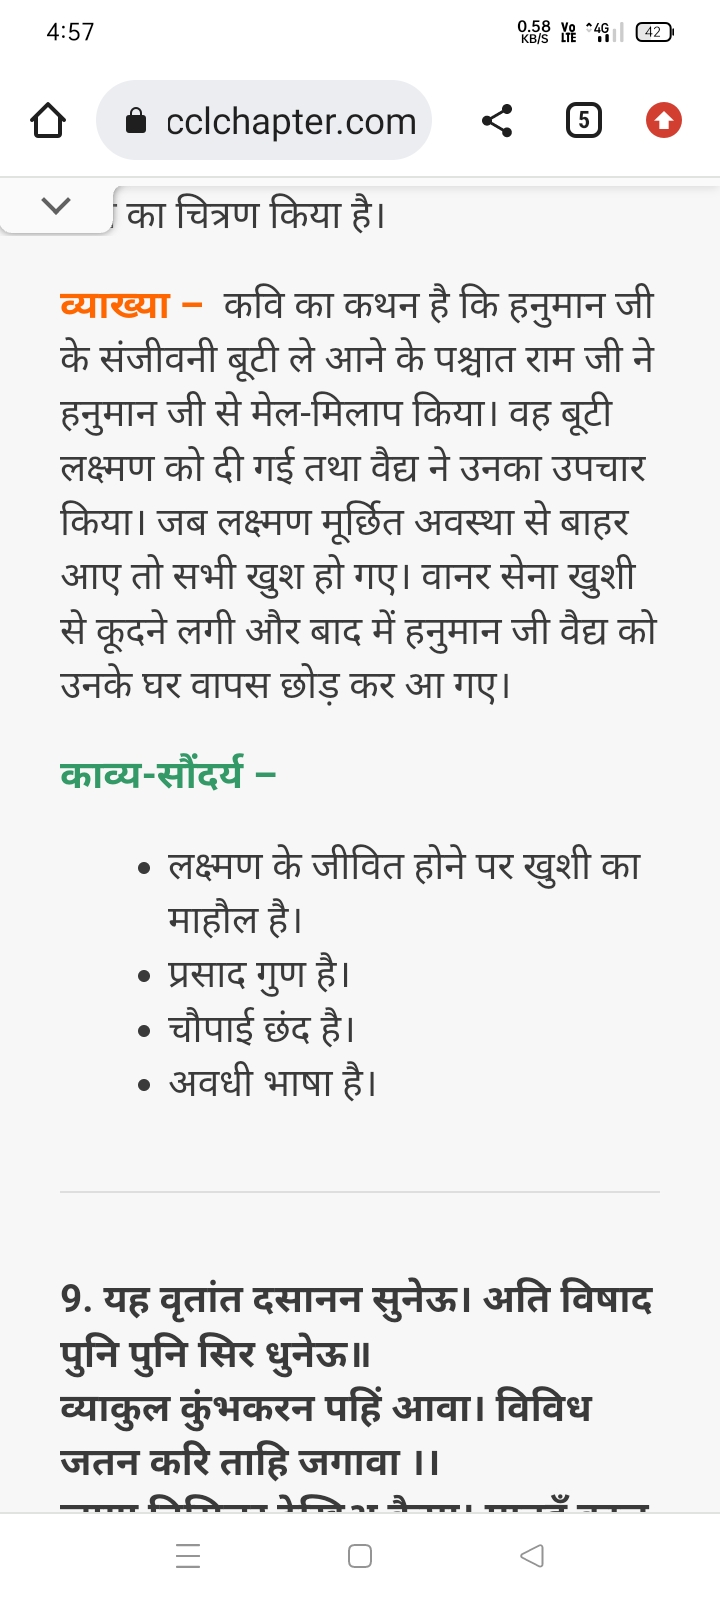 4:57
0.58 KB/S Vo LTE 4G 42
cclchapter.com
5
का चित्रण किया है।
व्याख्या – कवि का कथन है कि हनुमान जी
के संजीवनी बूटी ले आने के पश्चात राम जी ने
हनुमान जी से मेल-मिलाप किया। वह बूटी
लक्ष्मण को दी गई तथा वैद्य ने उनका उपचार
किया। जब लक्ष्मण मूर्छित अवस्था से बाहर
आए तो सभी खुश हो गए। वानर सेना खुशी
से कूदने लगी और बाद में हनुमान जी वैद्य को
उनके घर वापस छोड़ कर आ गए।
काव्य-सौंदर्य –
• लक्ष्मण के जीवित होने पर खुशी का
माहौल है।
• प्रसाद गुण है।
• चौपाई छंद है।
• अवधी भाषा है।
9. यह वृतांत दसानन सुनेऊ। अति विषाद
पुनि पुनि सिर धुनेऊ॥
व्याकुल कुंभकरन पहिं आवा। विविध
जतन करि ताहि जगावा ।।